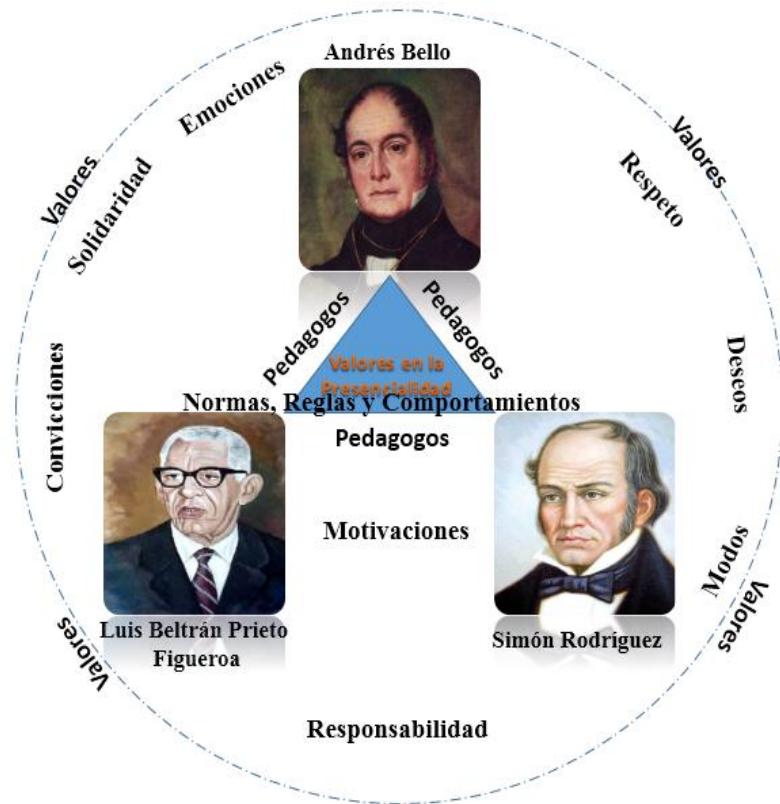 Andrés Bello
Emociones
Valores
Valores
Solidaridad
Respeto
Pedagogos
Pedagogos
Valores en la
Presencialidad
Normas, Reglas y Comportamientos
Pedagogos
Convicciones
Deseos
Motivaciones
Modos
Valores
Valores
Luis Beltrán Prieto
Figueroa
Simón Rodríguez
Responsabilidad